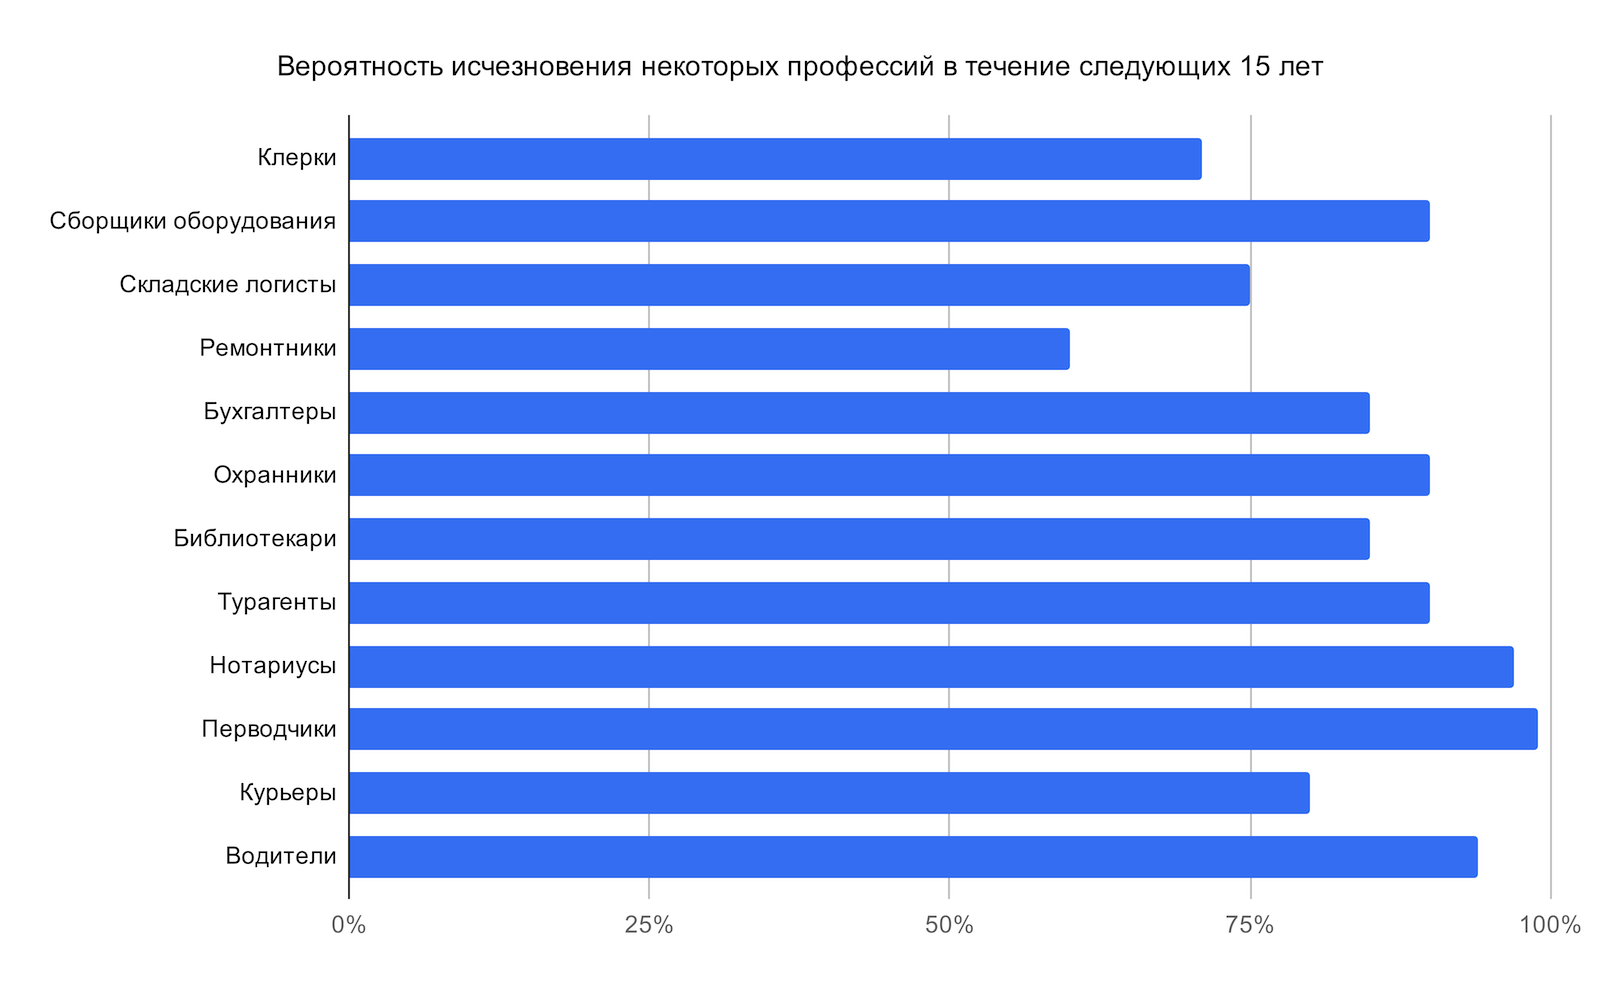 Вероятность исчезновения некоторых профессий в течение следующих 15 лет
Клерки
Сборщики оборудования
Складские логисты
Ремонтники
Бухгалтеры
Охранники
Библиотекари
Турагенты
Нотариусы
Перводчики
Курьеры
Водители
0% 25% 50% 75% 100%